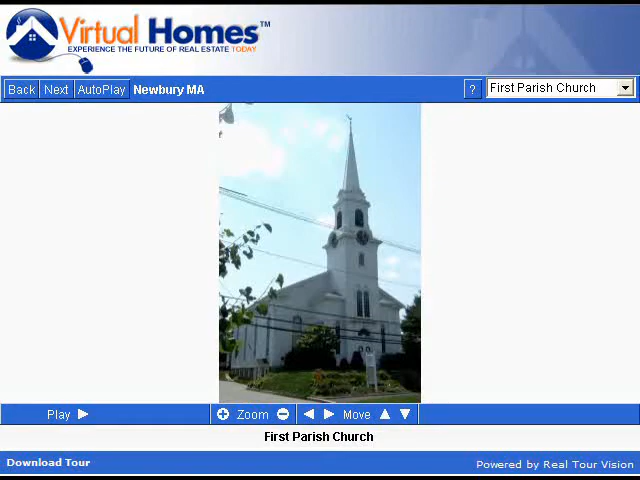 Virtual Homes™
EXPERIENCE THE FUTURE OF REAL ESTATE TODAY
Back Next AutoPlay Newbury MA ? First Parish Church
Play Zoom Move
First Parish Church
Download Tour Powered by Real Tour Vision